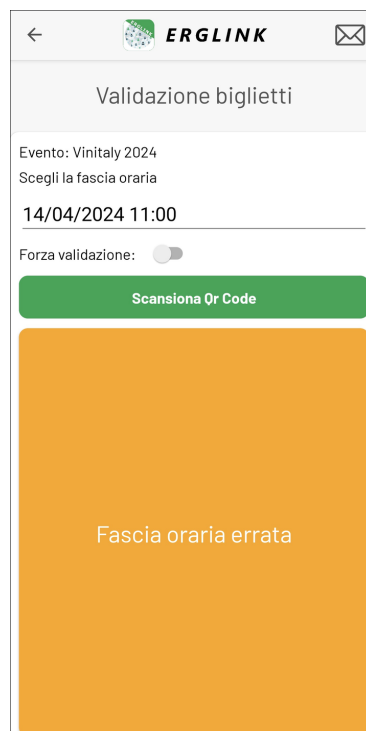 ERGLINK
Validazione biglietti
Evento: Vinitaly 2024
Scegli la fascia oraria
14/04/2024 11:00
Forza validazione:
Scansiona Qr Code
Fascia oraria errata